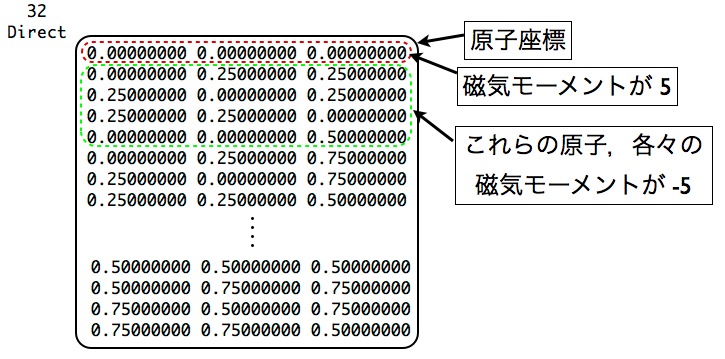 32
Direct
0.00000000 0.00000000 0.00000000
0.00000000 0.25000000 0.25000000
0.25000000 0.00000000 0.25000000
0.25000000 0.25000000 0.00000000
0.00000000 0.00000000 0.50000000
0.00000000 0.25000000 0.75000000
0.25000000 0.00000000 0.75000000
0.25000000 0.25000000 0.50000000
0.50000000 0.50000000 0.50000000
0.50000000 0.75000000 0.75000000
0.75000000 0.50000000 0.75000000
0.75000000 0.75000000 0.50000000
原子座標
磁気モーメントが 5
これらの原子，各々の
磁気モーメントが -5